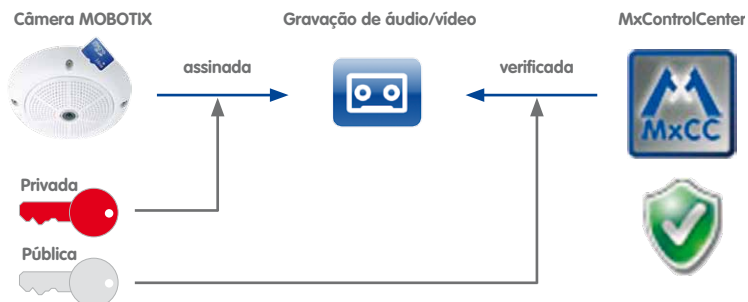 Câmera MOBOTIX
Gravação de áudio/vídeo
MxControlCenter
assinada
verificada
MxCC
Privada
Pública